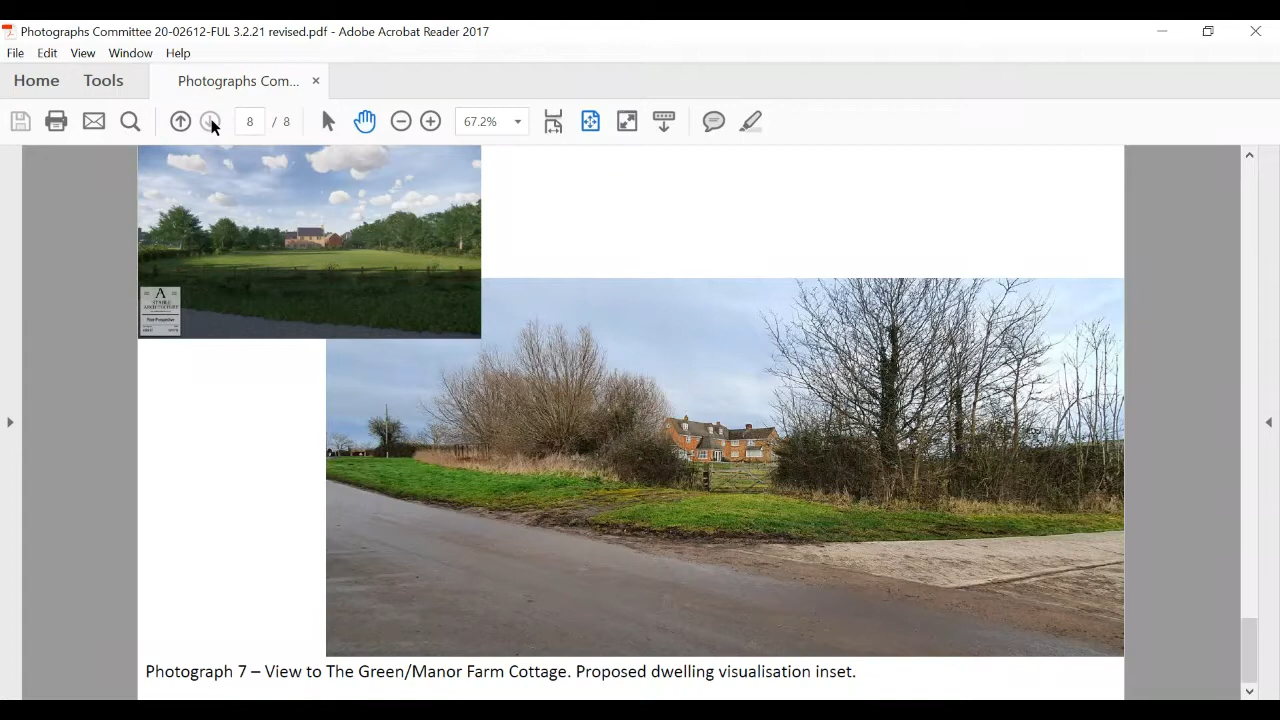 Photographs Committee 20-02612-FUL 3.2.21 revised.pdf - Adobe Acrobat Reader 2017
File Edit View Window Help
Home Tools Photographs Com... ×
8 / 8 67.2%
A
Photograph 7 – View to The Green/Manor Farm Cottage. Proposed dwelling visualisation inset.